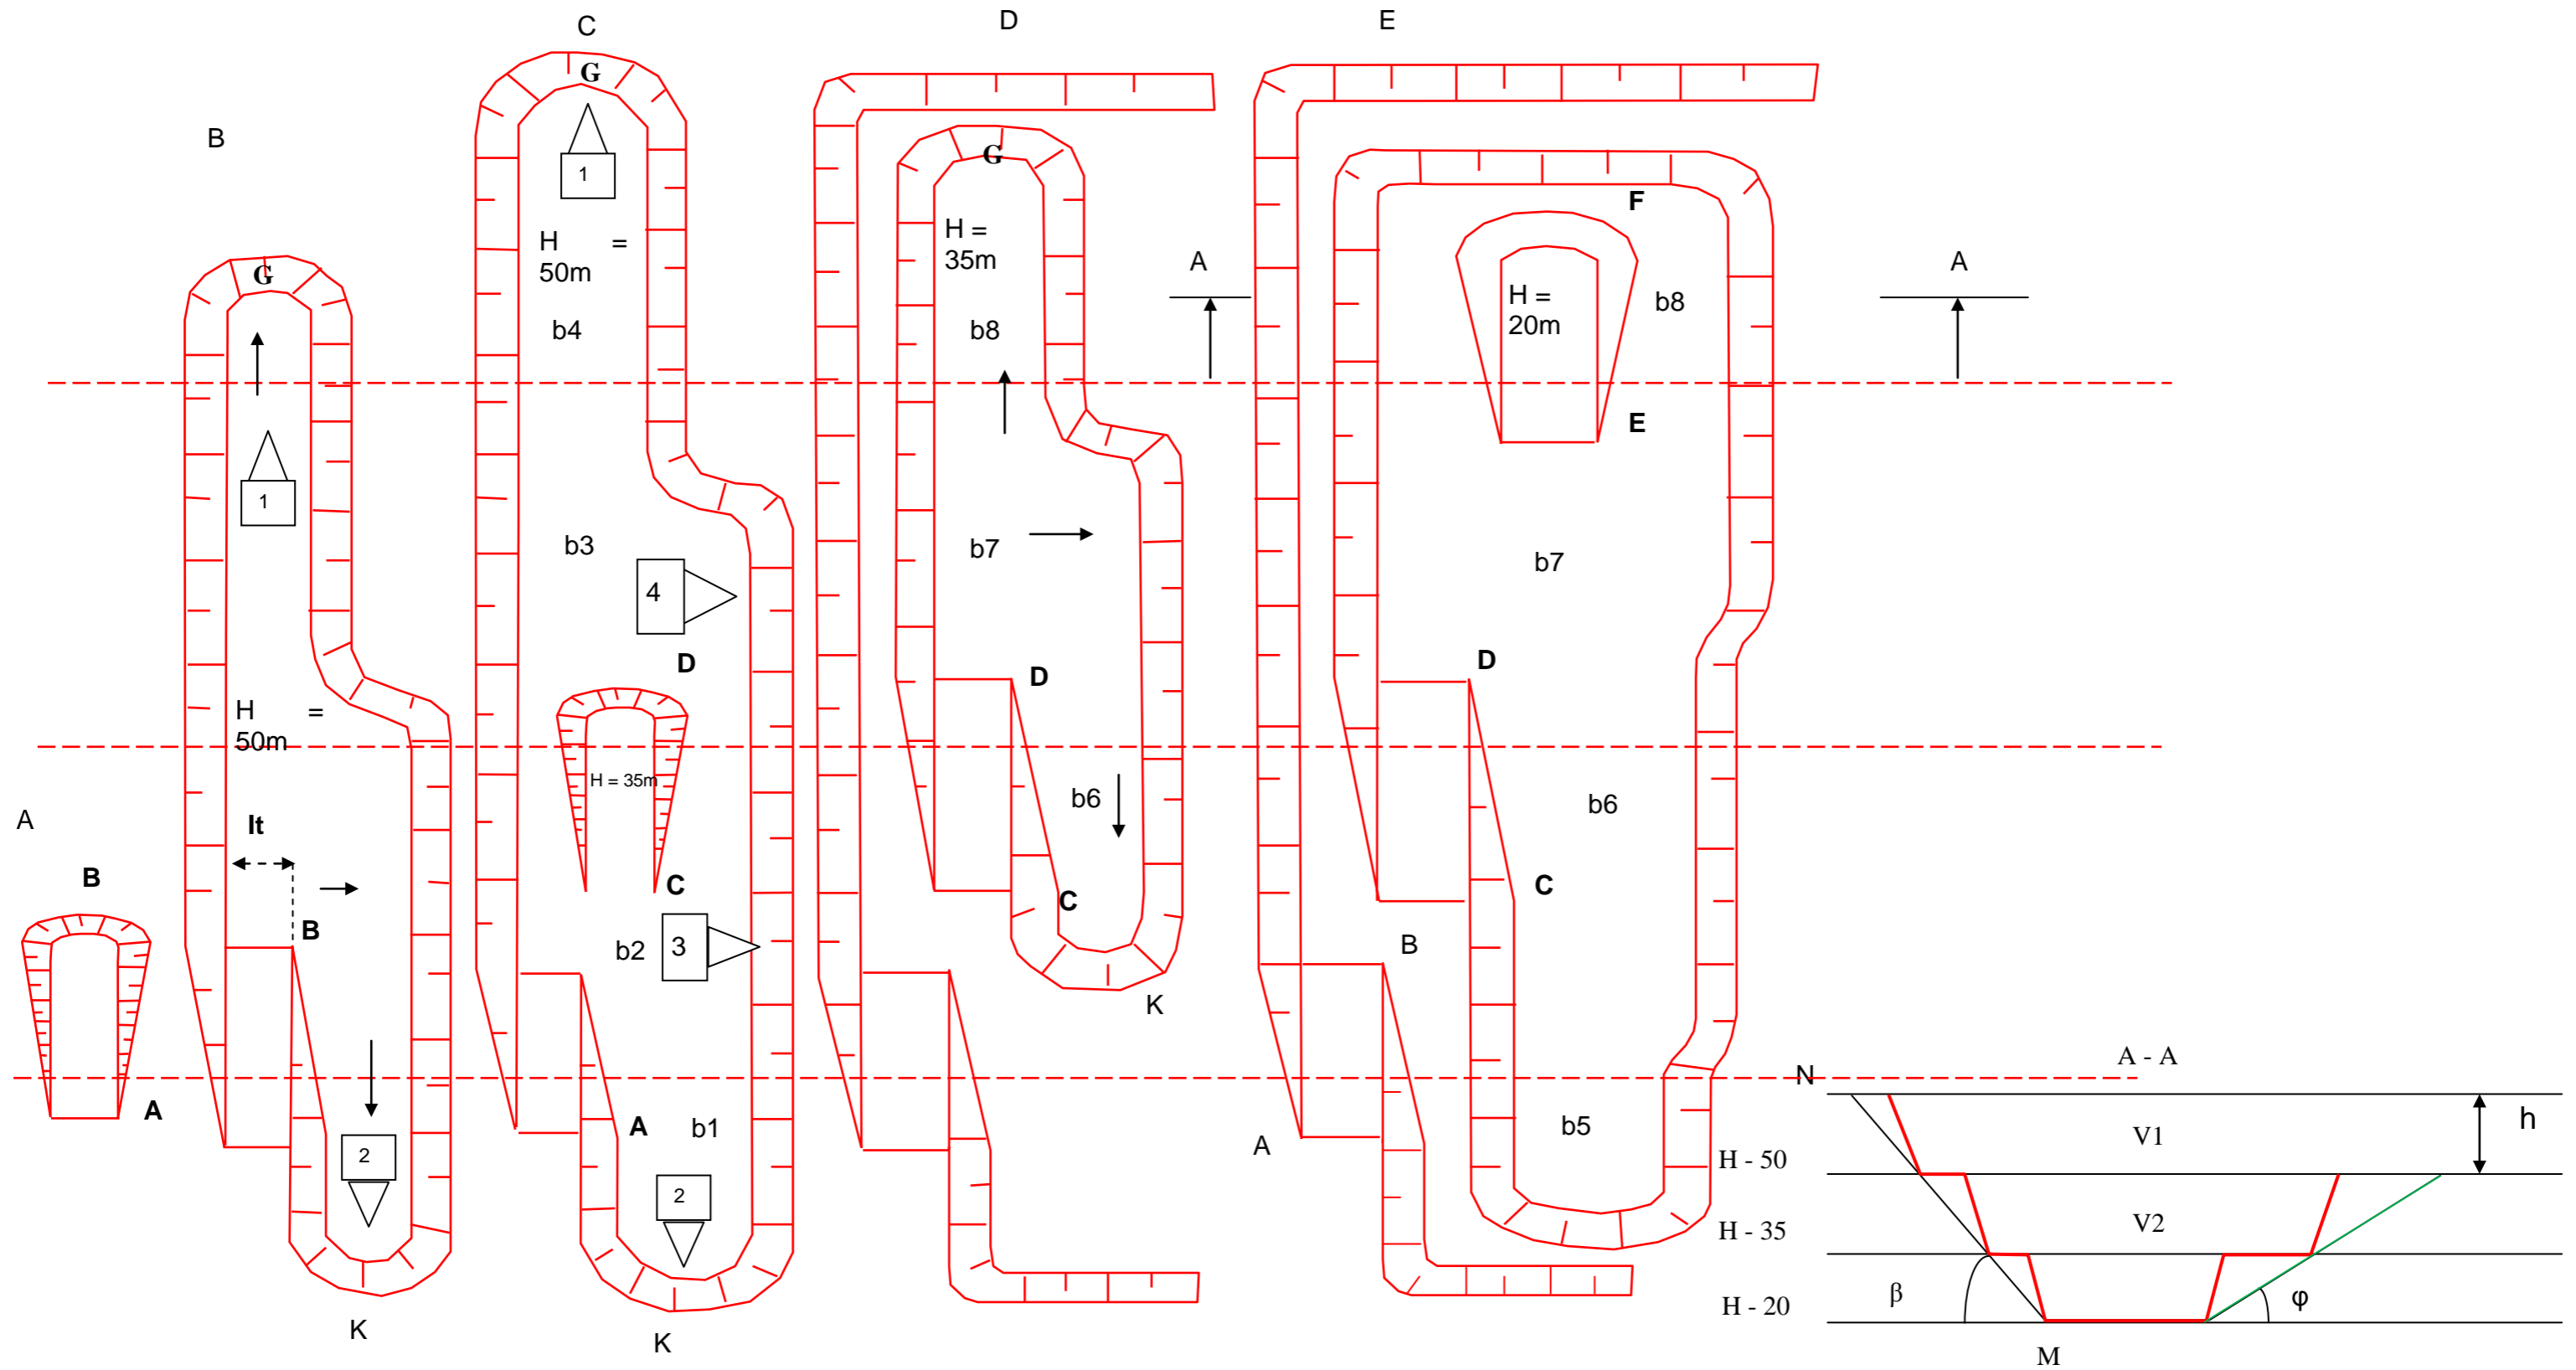 A
B
A
B
G
1
H =
50m
It
B
2
K
C
G
1
H =
50m
b4
b3
4
D
H = 35m
C
b2
3
A
b1
2
K
D
G
H =
35m
b8
b7
D
b6
C
K
E
A
A
F
H =
20m
b8
E
b7
D
b6
C
B
A
b5
A - A
N
h
V1
H - 50
V2
H - 35
β
φ
H - 20
M